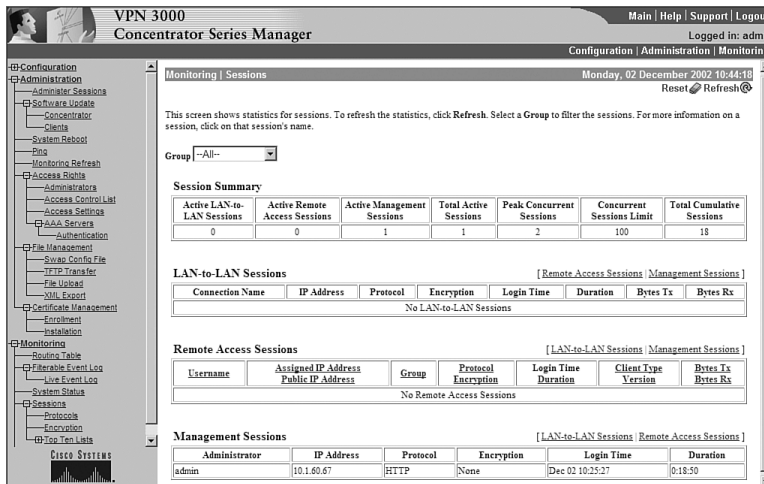 VPN 3000
Concentrator Series Manager
Main | Help | Support | Logou
Logged in: adm
Configuration | Administration | Monitorin
Configuration
Administration
Administer Sessions
Software Update
Concentrator
Clients
System Reboot
Ping
Monitoring Refresh
Access Rights
Administrators
Access Control List
Access Settings
AAA Servers
Authentication
File Management
Swap Config File
TFTP Transfer
File Upload
XML Export
Certificate Management
Enrollment
Installation
Monitoring
Routing Table
Filterable Event Log
Live Event Log
System Status
Sessions
Protocols
Encryption
Top Ten Lists
CISCO SYSTEMS
Monitoring | Sessions Monday, 02 December 2002 10:44:18
Reset Refresh
This screen shows statistics for sessions. To refresh the statistics, click Refresh. Select a Group to filter the sessions. For more information on a
session, click on that session's name.
Group --All--
Session Summary
Active LAN-to-LAN Sessions Active Remote Access Sessions Active Management Sessions Total Active Sessions Peak Concurrent Sessions Concurrent Sessions Limit Total Cumulative Sessions
0 0 1 1 2 100 18
LAN-to-LAN Sessions [ Remote Access Sessions | Management Sessions ]
Connection Name IP Address Protocol Encryption Login Time Duration Bytes Tx Bytes Rx
No LAN-to-LAN Sessions
Remote Access Sessions [ LAN-to-LAN Sessions | Management Sessions ]
Username Assigned IP Address Public IP Address Group Protocol Encryption Login Time Duration Client Type Version Bytes Tx Bytes Rx
No Remote Access Sessions
Management Sessions [ LAN-to-LAN Sessions | Remote Access Sessions ]
Administrator IP Address Protocol Encryption Login Time Duration
admin 10.1.60.67 HTTP None Dec 02 10:25:27 0:18:50